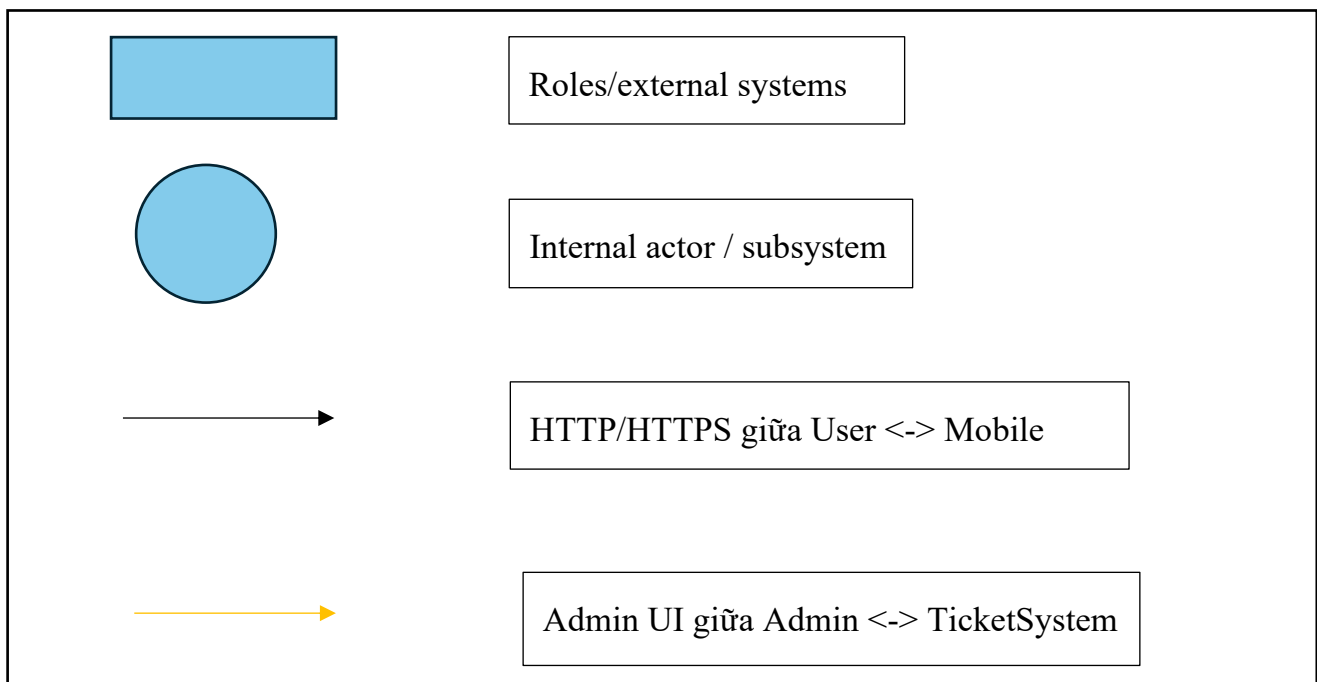 Roles/external systems
Internal actor / subsystem
HTTP/HTTPS giữa User <-> Mobile
Admin UI giữa Admin <-> TicketSystem